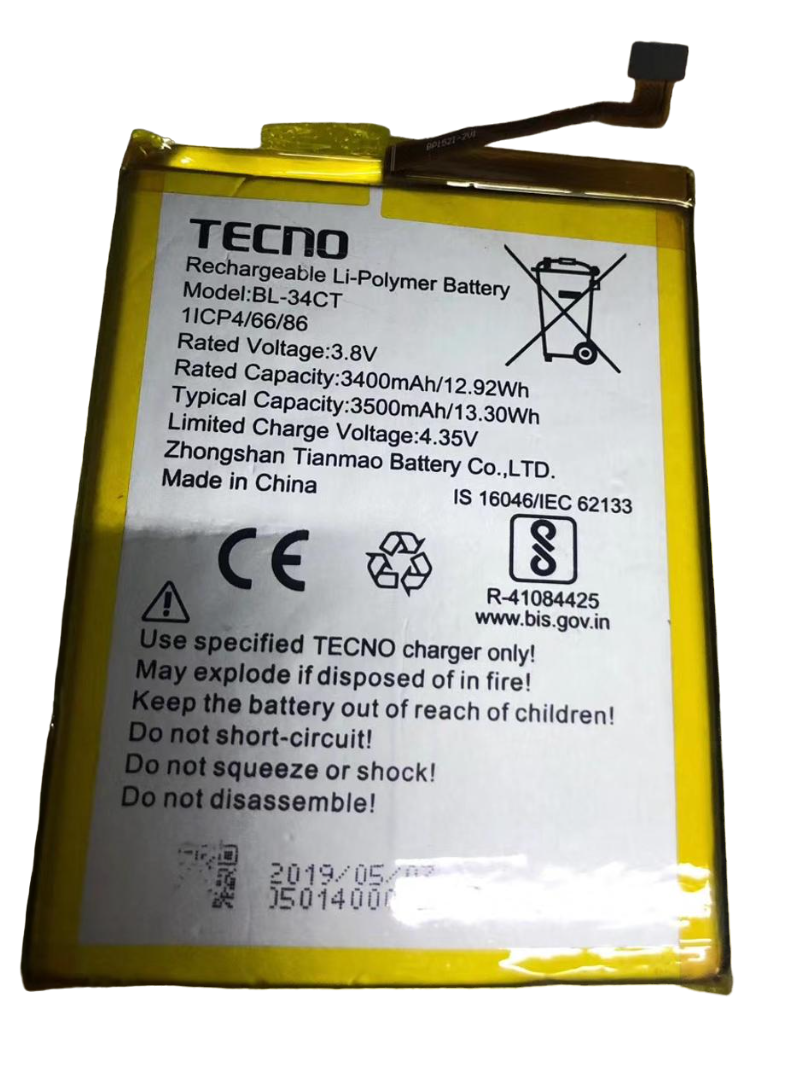 TECNO
Rechargeable Li-Polymer Battery
Model:BL-34CT
1ICP4/66/86
Rated Voltage:3.8V
Rated Capacity:3400mAh/12.92Wh
Typical Capacity:3500mAh/13.30Wh
Limited Charge Voltage:4.35V
Zhongshan Tianmao Battery Co.,LTD.
Made in China
IS 16046/IEC 62133
CE
R-41084425
www.bis.gov.in
Use specified TECNO charger only!
May explode if disposed of in fire!
Keep the battery out of reach of children!
Do not short-circuit!
Do not squeeze or shock!
Do not disassemble!
2019/05/